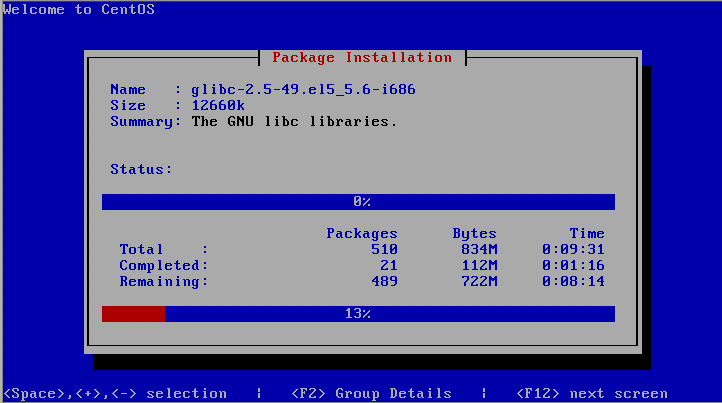 Welcome to CentOS
Package Installation
Name   : glibc-2.5-49.el5_5.6-i686
Size   : 12660k
Summary: The GNU libc libraries.
Status:
0%
Packages Bytes Time
Total    : 510 834M 0:09:31
Completed: 21 112M 0:01:16
Remaining: 489 722M 0:08:14
13%
<Space>,<+>,<-> selection   |   <F2> Group Details   |   <F12> next screen